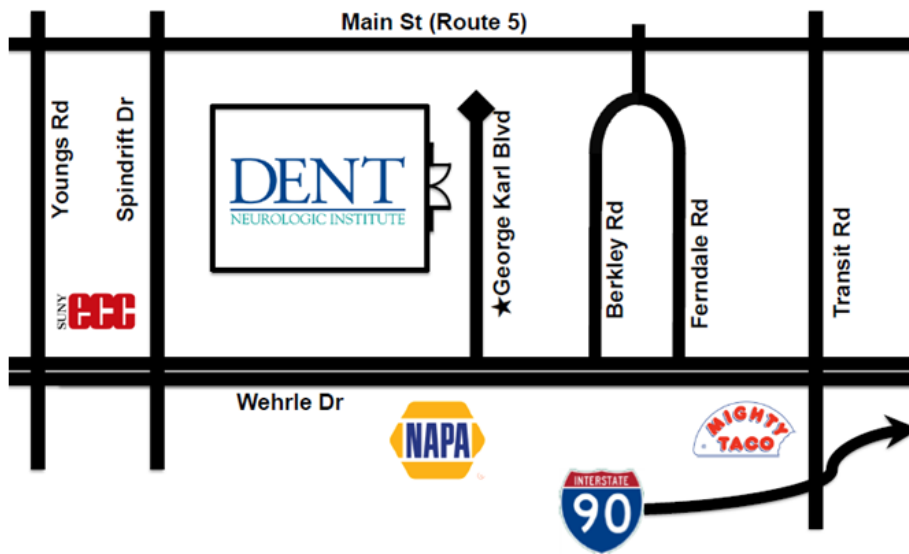 Main St (Route 5)
Youngs Rd
Spindrift Dr
DENT
NEUROLOGIC INSTITUTE
★George Karl Blvd
Berkley Rd
Ferndale Rd
Transit Rd
SUNY ecc
Wehrle Dr
NAPA
MIGHTY
TACO
INTERSTATE
90